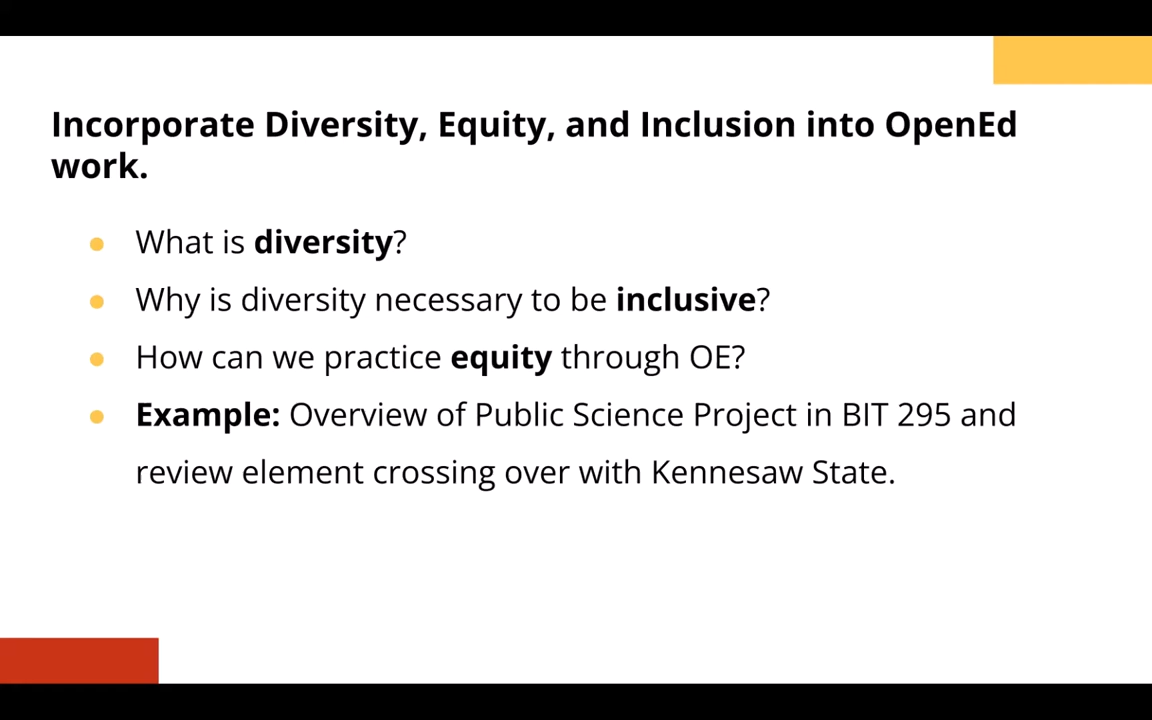 Incorporate Diversity, Equity, and Inclusion into OpenEd
work.
● What is diversity?
● Why is diversity necessary to be inclusive?
● How can we practice equity through OE?
● Example: Overview of Public Science Project in BIT 295 and
review element crossing over with Kennesaw State.